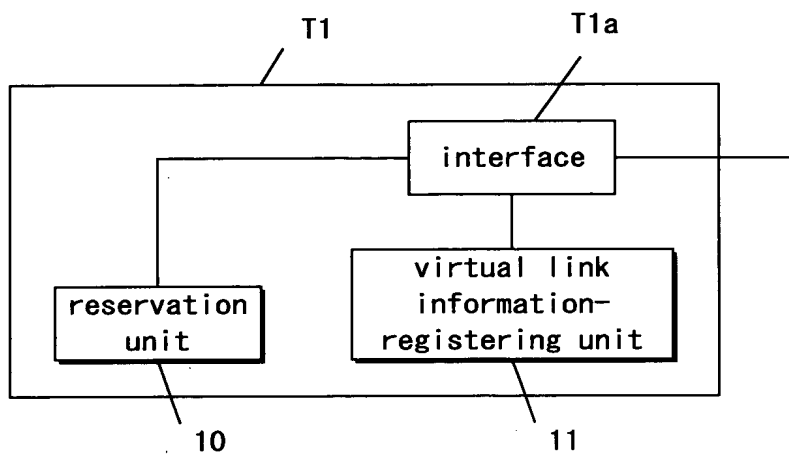 T1
T1a
interface
virtual link
information-
registering unit
reservation
unit
10
11